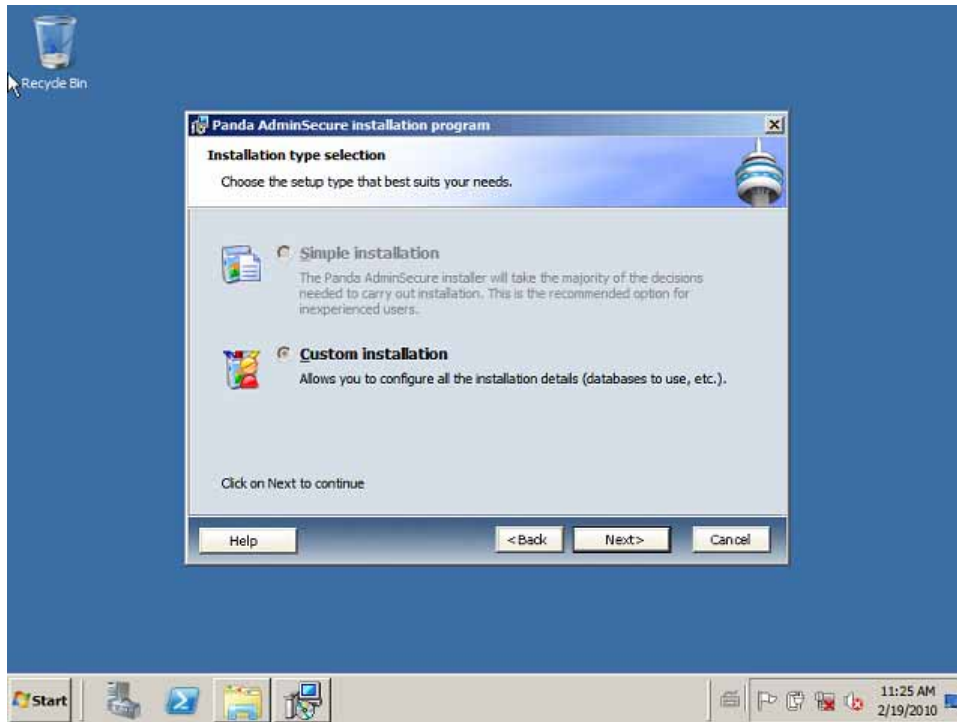 Recycle Bin
Panda AdminSecure installation program
Installation type selection
Choose the setup type that best suits your needs.
Simple installation
The Panda AdminSecure installer will take the majority of the decisions
needed to carry out installation. This is the recommended option for
inexperienced users.
Custom installation
Allows you to configure all the installation details (databases to use, etc.).
Click on Next to continue
Help
<Back
Next>
Cancel
Start
11:25 AM
2/19/2010